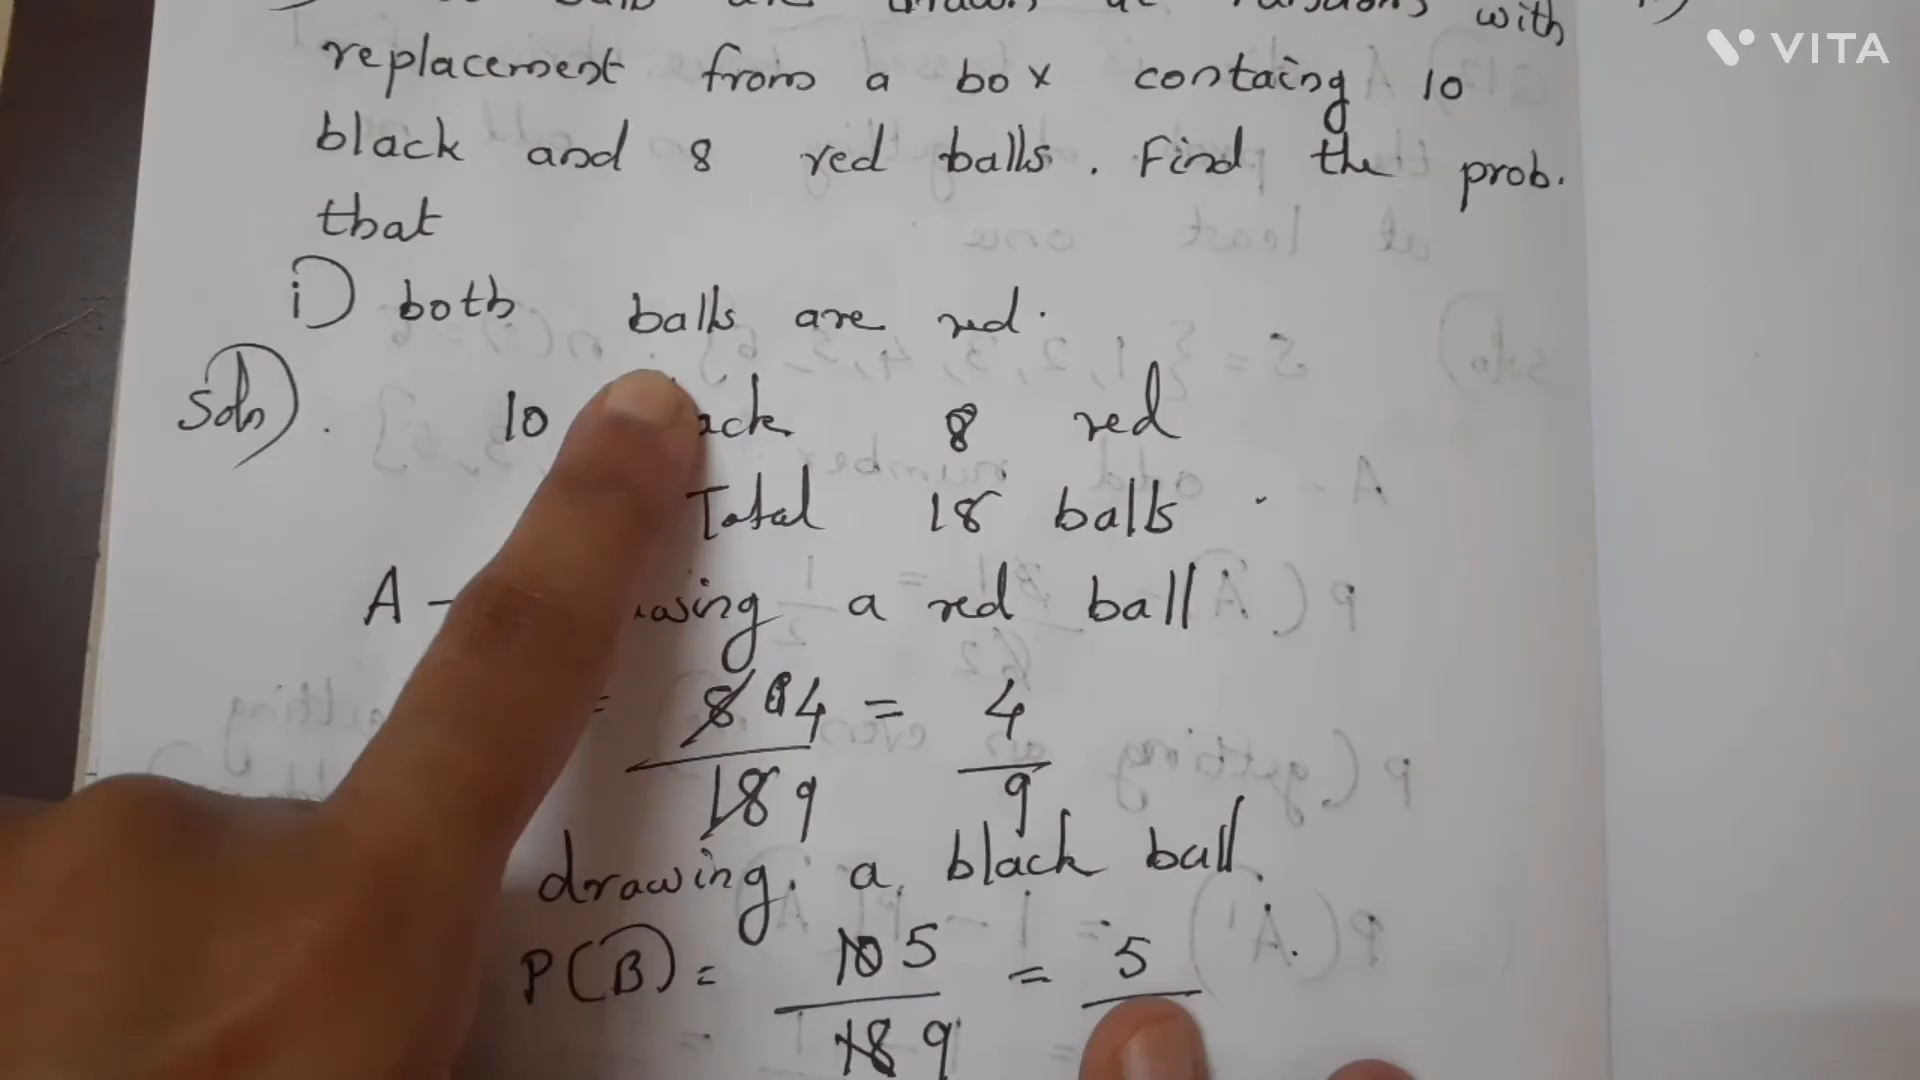 with
VITA
replacement from a box containg 10
black and 8 red balls. Find the prob.
that
i) both balls are red.
Soln). 10 ack 8 red
Total 18 balls
A - wing a red ball
= 8 4 / 18 9 = 4 / 9
drawing a black ball.
P(B) = 10 5 / 18 9 = 5